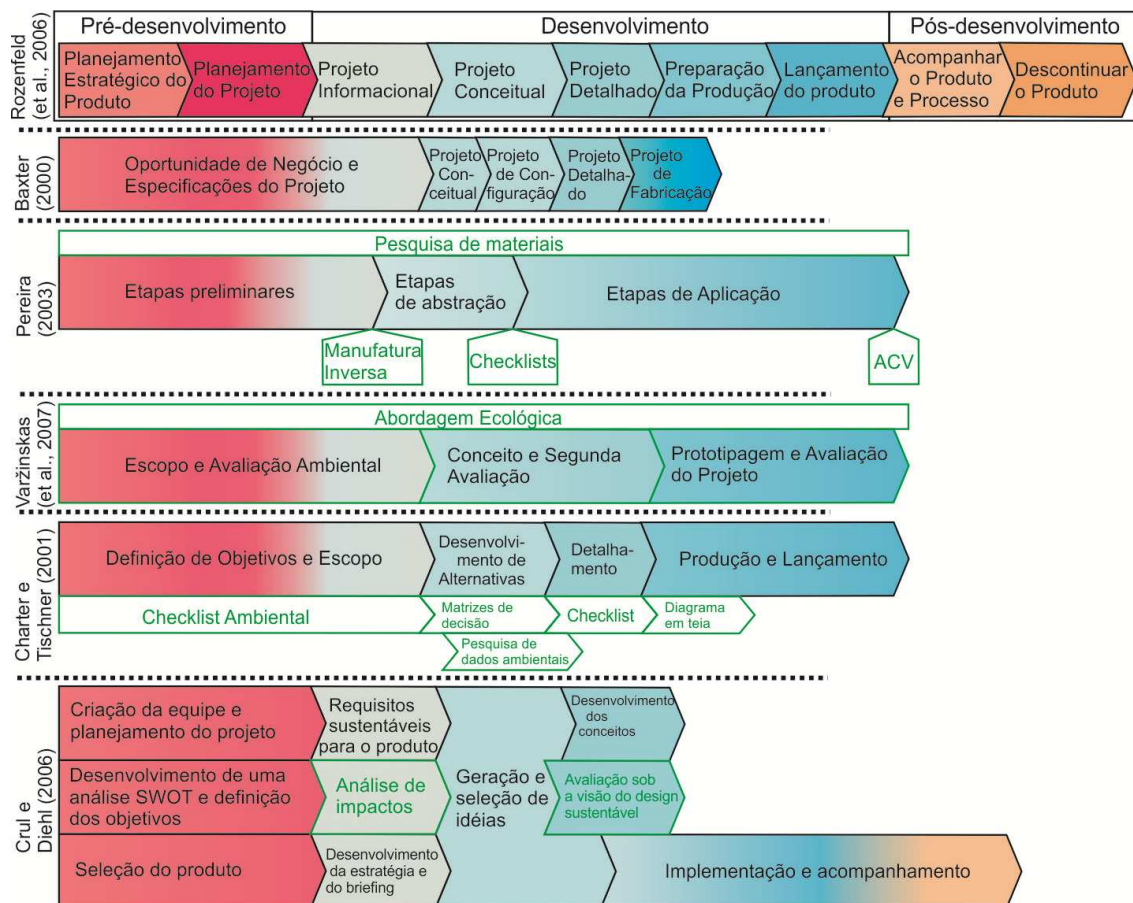 Pré-desenvolvimento
Desenvolvimento
Pós-desenvolvimento
Rozenfeld
(et al., 2006)
Planejamento
Estratégico do
Produto
Planejamento
do Projeto
Projeto
Informacional
Projeto
Conceitual
Projeto
Detalhado
Preparação
da Produção
Lançamento
do produto
Acompanhar
o Produto
e Processo
Descontinuar
o Produto
Baxter
(2000)
Oportunidade de Negócio e
Especificações do Projeto
Projeto
Con-
ceitual
Projeto
de Con-
figuração
Projeto
Detalha-
do
Projeto
de
Fabricação
Pereira
(2003)
Pesquisa de materiais
Etapas preliminares
Etapas
de abstração
Etapas de Aplicação
Manufatura
Inversa
Checklists
ACV
Varžinskas
(et al., 2007)
Abordagem Ecológica
Escopo e Avaliação Ambiental
Conceito e Segunda
Avaliação
Prototipagem e Avaliação
do Projeto
Charter e
Tischner (2001)
Definição de Objetivos e Escopo
Desenvolvi-
mento de
Alternativas
Detalha-
mento
Produção e Lançamento
Checklist Ambiental
Matrizes de
decisão
Checklist
Diagrama
em teia
Pesquisa de
dados ambientais
Crul e
Diehl (2006)
Criação da equipe e
planejamento do projeto
Requisitos
sustentáveis
para o produto
Desenvolvimento
dos
conceitos
Desenvolvimento de uma
análise SWOT e definição
dos objetivos
Análise de
impactos
Geração e
seleção de
idéias
Avaliação sob
a visão do design
sustentável
Seleção do produto
Desenvolvimento
da estratégia e
do briefing
Implementação e acompanhamento